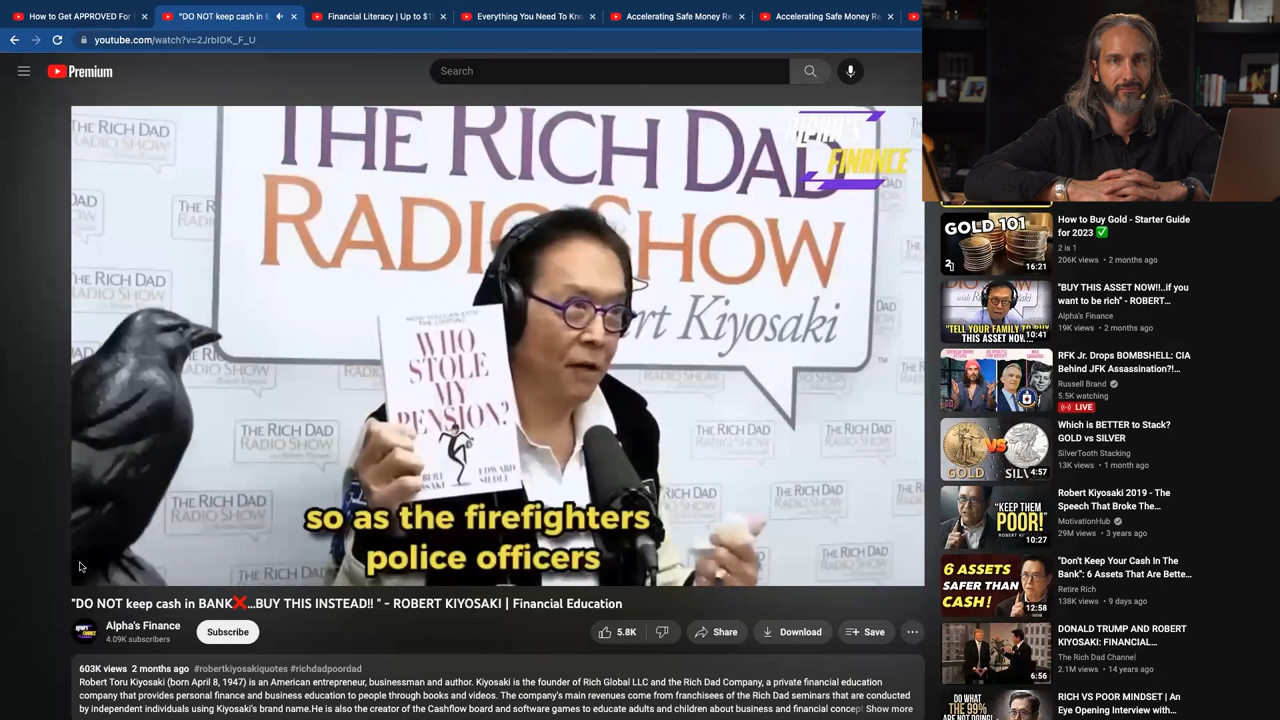 How to Get APPROVED For
"DO NOT keep cash in B
Financial Literacy | Up to $1
Everything You Need To Kn
Accelerating Safe Money Re
Accelerating Safe Money Re
youtube.com/watch?v=2JrbIOK_F_U
Premium
Search
THE RICH DAD
RADIO SHOW
rt Kiyosaki
ALPHA'S
FINANCE
THE RICH DAD
RADIO SHOW
WHO
STOLE
MY
PENSION?
EDWARD
SIEDLE
so as the firefighters
police officers
"DO NOT keep cash in BANK❌...BUY THIS INSTEAD!! " - ROBERT KIYOSAKI | Financial Education
Alpha's Finance
4.09K subscribers
Subscribe
5.8K
Share
Download
Save
603K views 2 months ago #robertkiyosakiquotes #richdadpoordad
Robert Toru Kiyosaki (born April 8, 1947) is an American entrepreneur, businessman and author. Kiyosaki is the founder of Rich Global LLC and the Rich Dad Company, a private financial education
company that provides personal finance and business education to people through books and videos. The company's main revenues come from franchisees of the Rich Dad seminars that are conducted
by independent individuals using Kiyosaki's brand name.He is also the creator of the Cashflow board and software games to educate adults and children about business and financial concept Show more
GOLD 101
16:21
How to Buy Gold - Starter Guide
for 2023 ✅
2 is 1
206K views • 2 months ago
"TELL YOUR FAMILY TO BUY
THIS ASSET NOW
10:41
"BUY THIS ASSET NOW!!..if you
want to be rich" - ROBERT...
Alpha's Finance
19K views • 2 months ago
RFK Jr. Drops BOMBSHELL: CIA
Behind JFK Assassination?!...
Russell Brand
5.5K watching
LIVE
GOLD
VS
SILV
4:57
Which is BETTER to Stack?
GOLD vs SILVER
SilverTooth Stacking
13K views • 1 month ago
"KEEP THEM
POOR!"
10:27
Robert Kiyosaki 2019 - The
Speech That Broke The...
MotivationHub
29M views • 3 years ago
6 ASSETS
SAFER THAN
CASH!
12:58
"Don't Keep Your Cash In The
Bank": 6 Assets That Are Bette...
Retire Rich
138K views • 9 days ago
6:56
DONALD TRUMP AND ROBERT
KIYOSAKI: FINANCIAL...
The Rich Dad Channel
2.1M views • 14 years ago
DO WHAT
THE 99%
RICH VS POOR MINDSET | An
Eye Opening Interview with